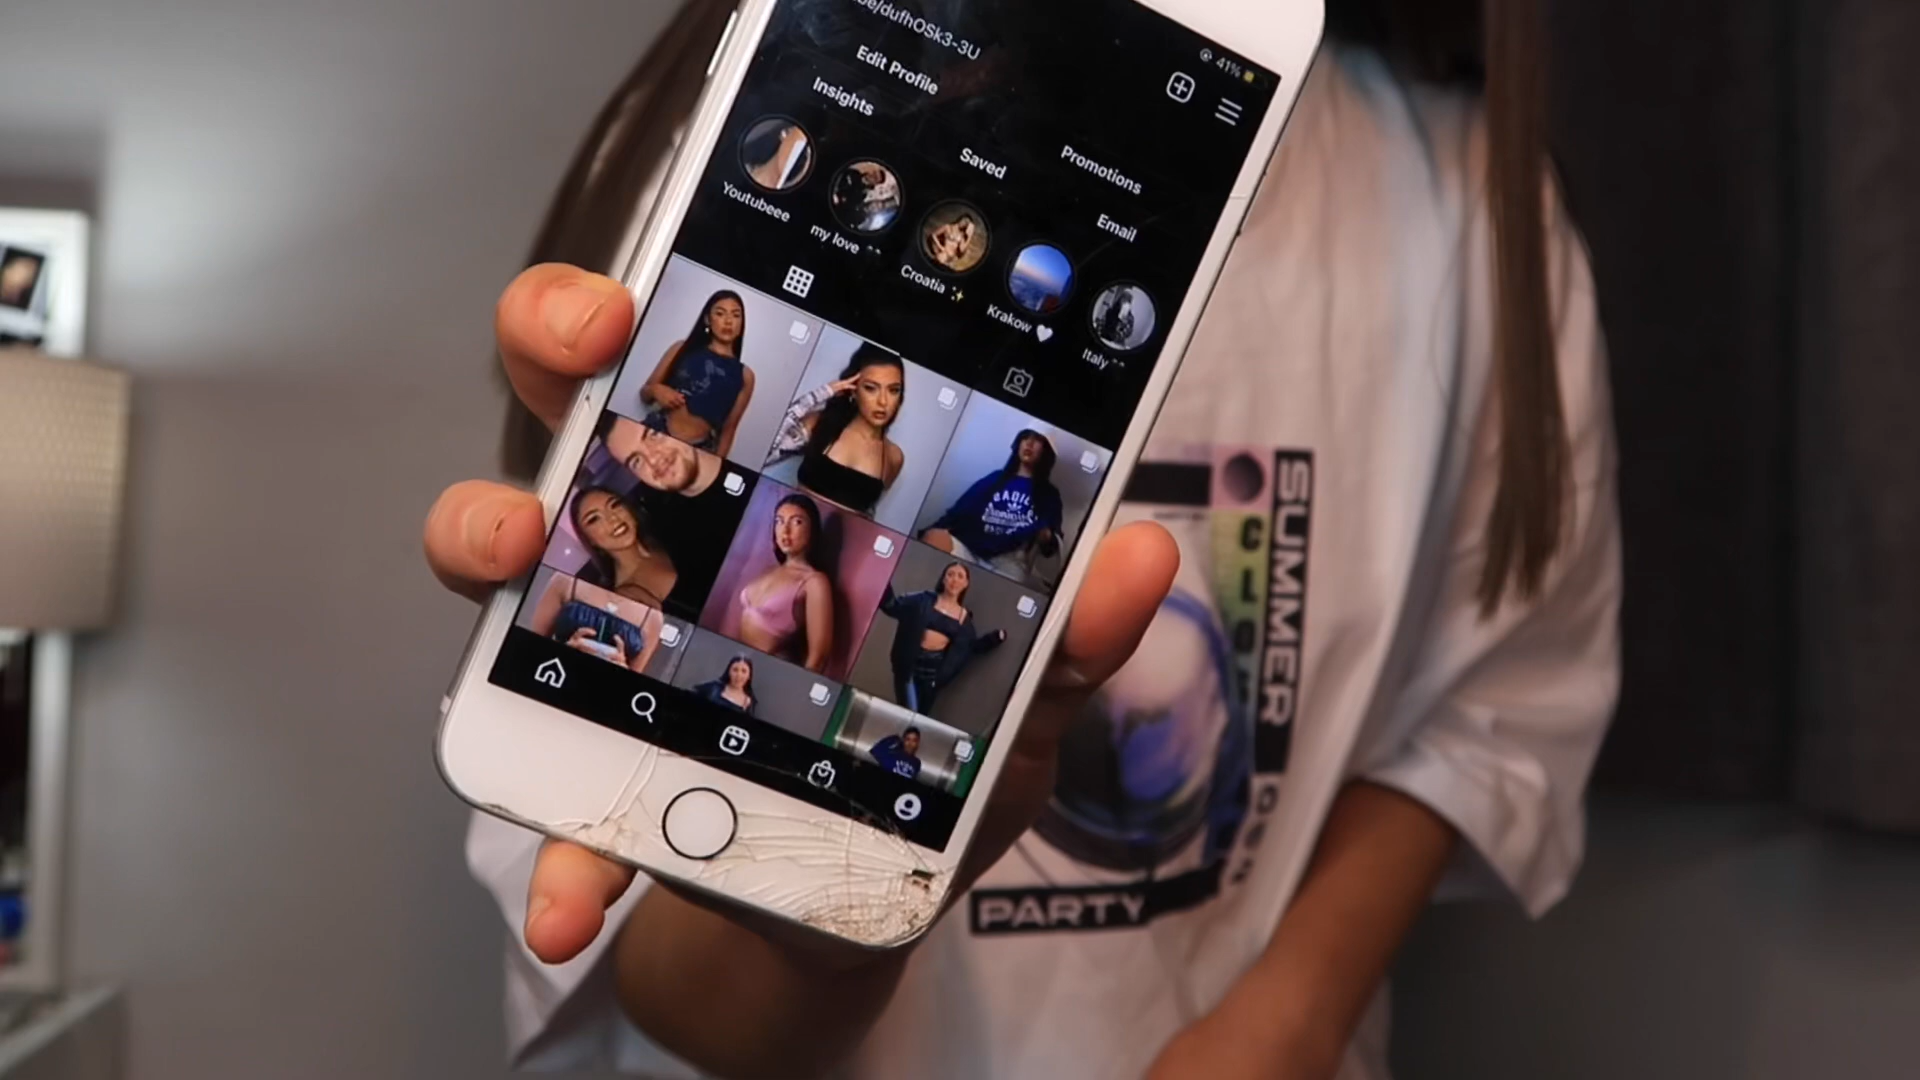 be/dufhOSk3-3U
41%
Edit Profile
Insights
Saved
Promotions
Email
Youtubeee
my love
Croatia ✨
Krakow 🤍
Italy
SUMMER
PARTY